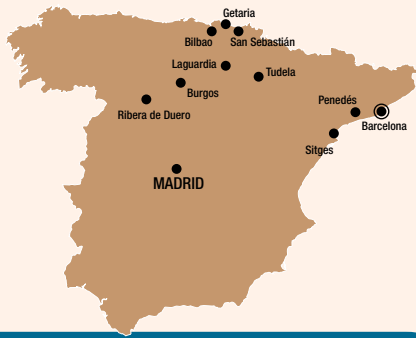 Getaria
Bilbao
San Sebastián
Laguardia
Tudela
Burgos
Penedés
Ribera de Duero
Barcelona
Sitges
MADRID